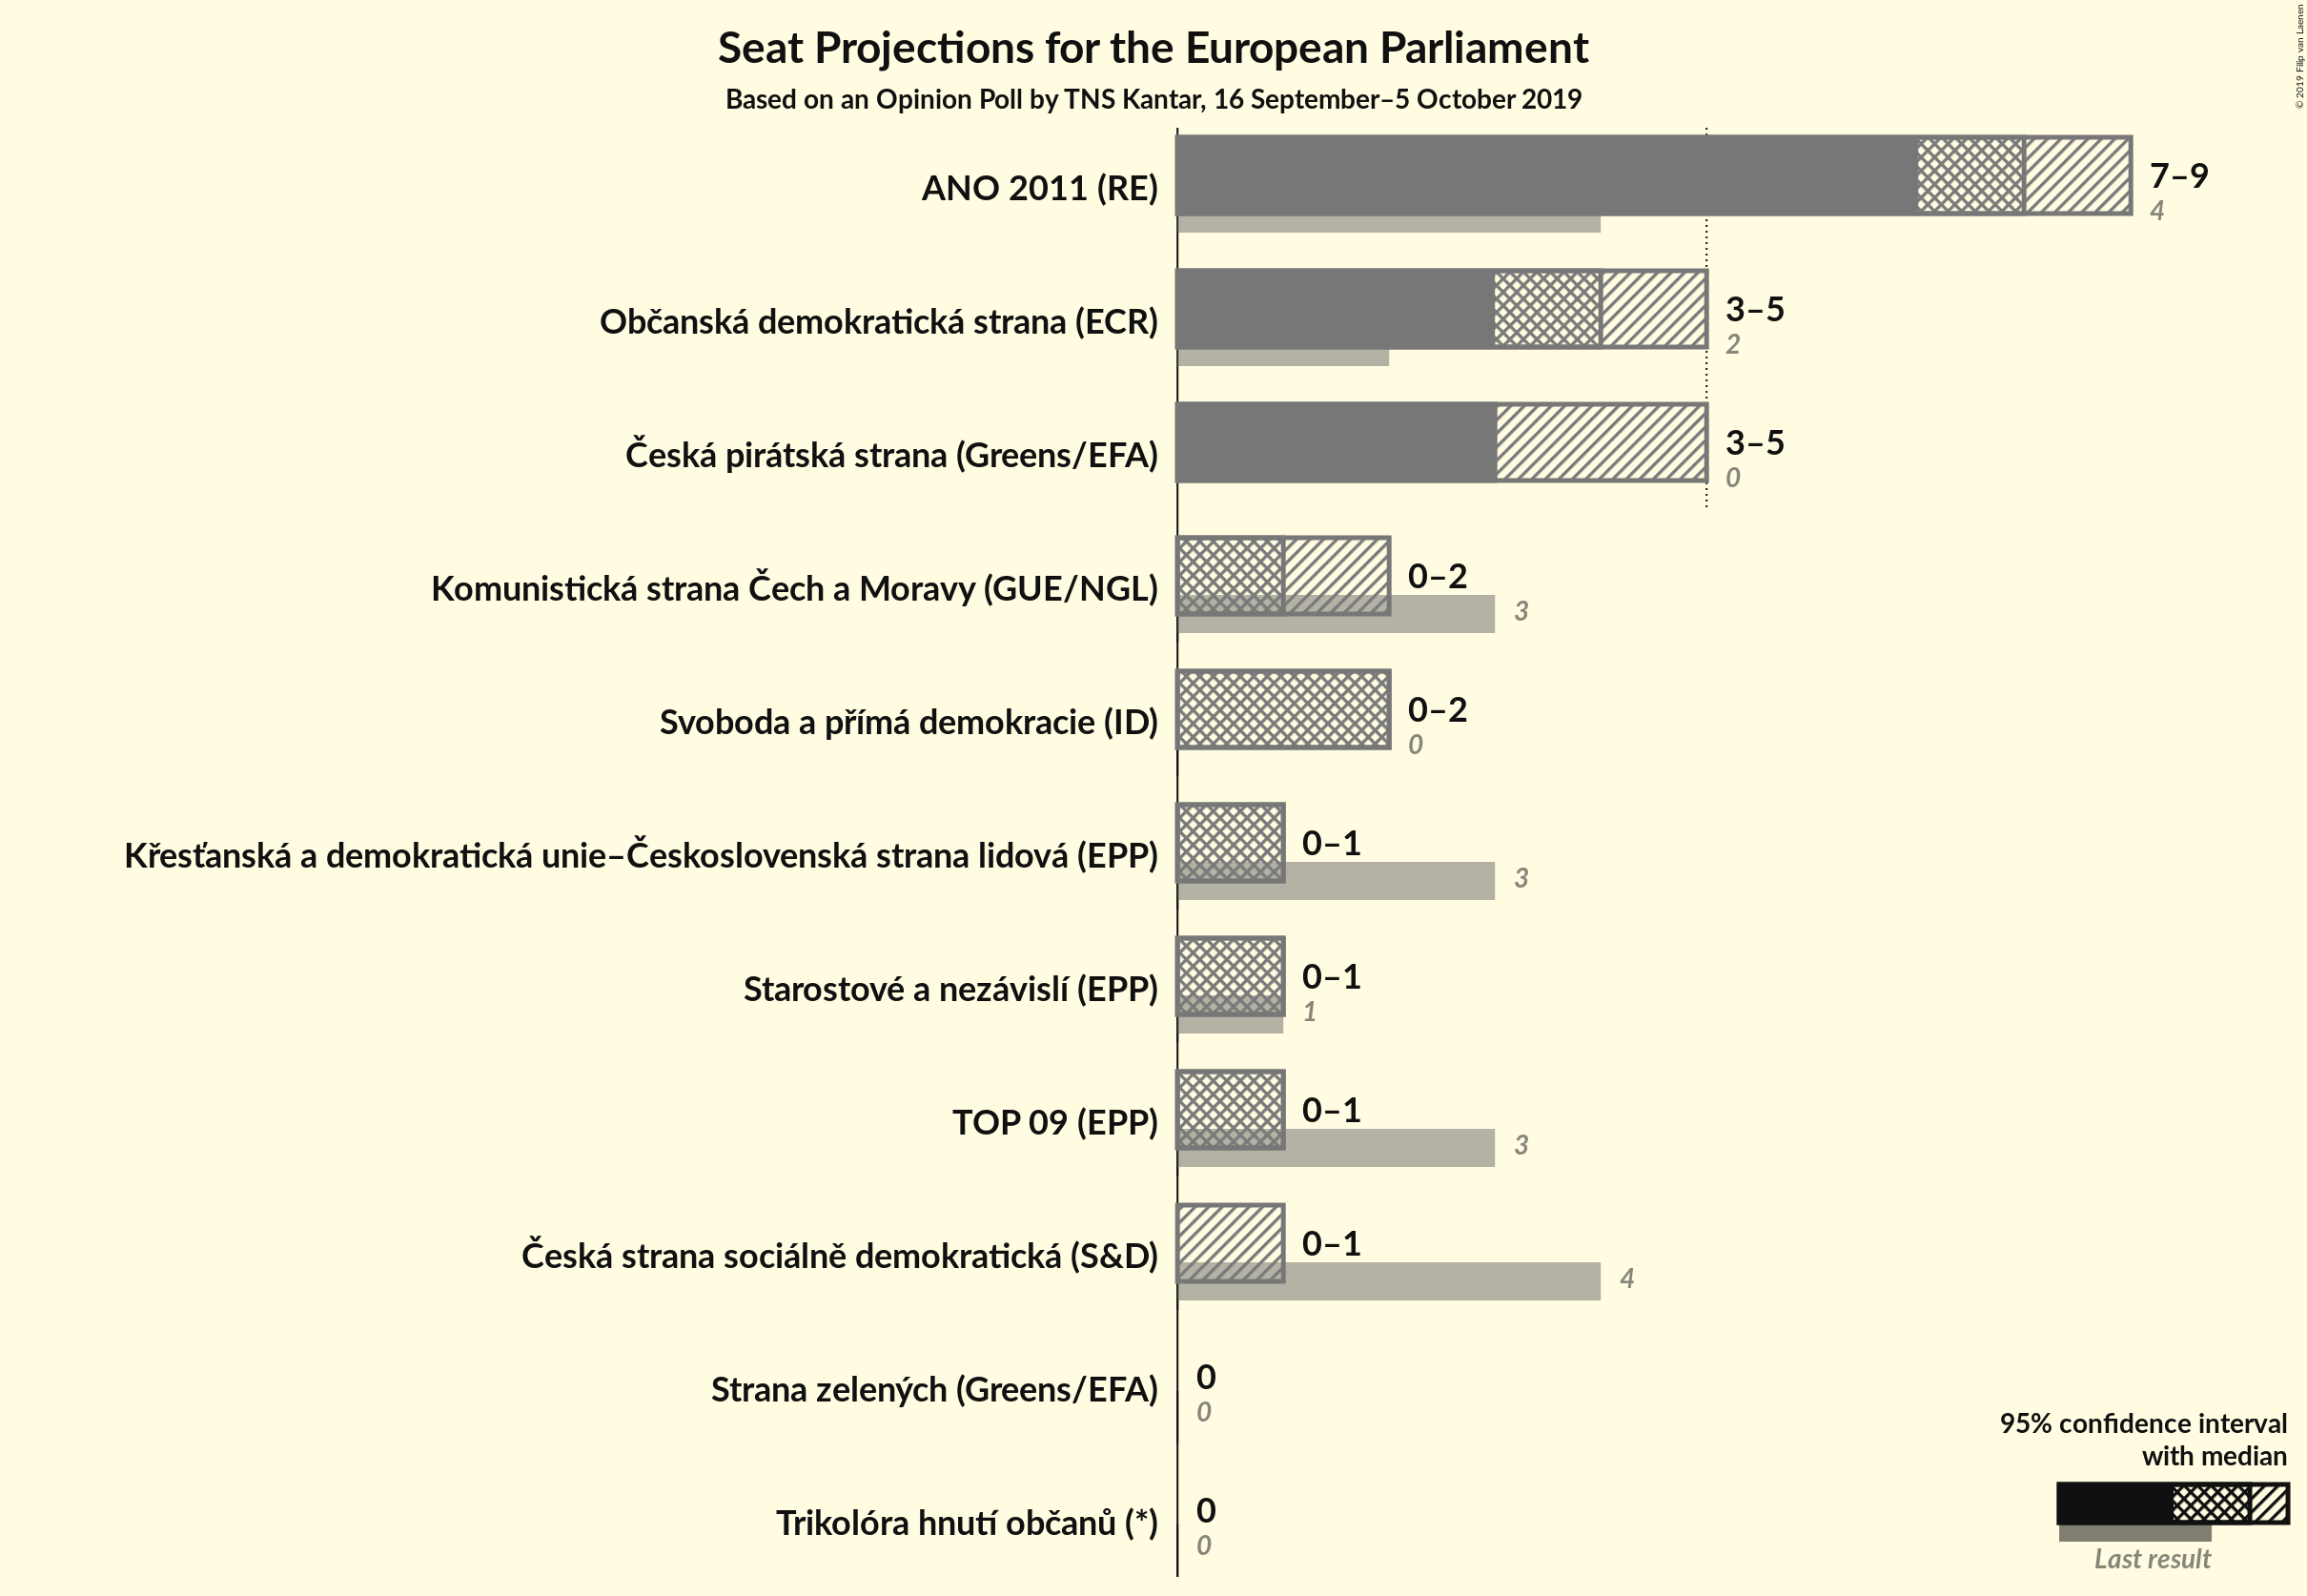 Seat Projections for the European Parliament
Based on an Opinion Poll by TNS Kantar, 16 September–5 October 2019
© 2019 Filip van Laenen
ANO 2011 (RE)
7–9
4
Občanská demokratická strana (ECR)
3–5
2
Česká pirátská strana (Greens/EFA)
3–5
0
Komunistická strana Čech a Moravy (GUE/NGL)
0–2
3
Svoboda a přímá demokracie (ID)
0–2
0
Křesťanská a demokratická unie–Československá strana lidová (EPP)
0–1
3
Starostové a nezávislí (EPP)
0–1
1
TOP 09 (EPP)
0–1
3
Česká strana sociálně demokratická (S&D)
0–1
4
Strana zelených (Greens/EFA)
0
0
Trikolóra hnutí občanů (*)
0
0
95% confidence interval
with median
Last result